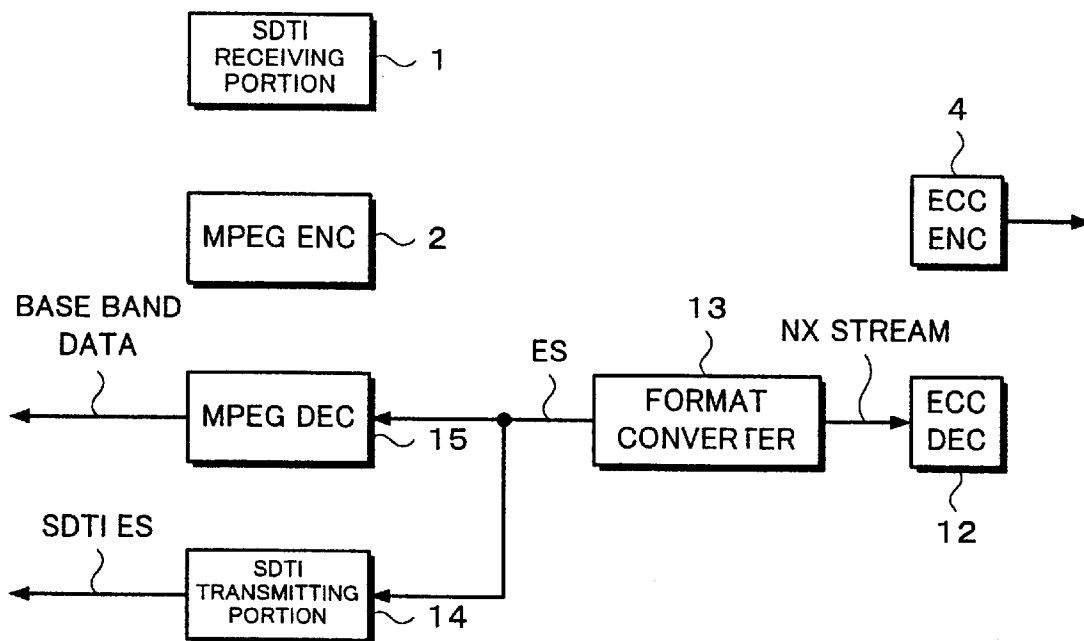 SDTI
RECEIVING
PORTION
1
4
MPEG ENC
2
ECC
ENC
BASE BAND
DATA
13
NX STREAM
ES
MPEG DEC
15
FORMAT
CONVERTER
ECC
DEC
12
SDTI ES
SDTI
TRANSMITTING
PORTION
14